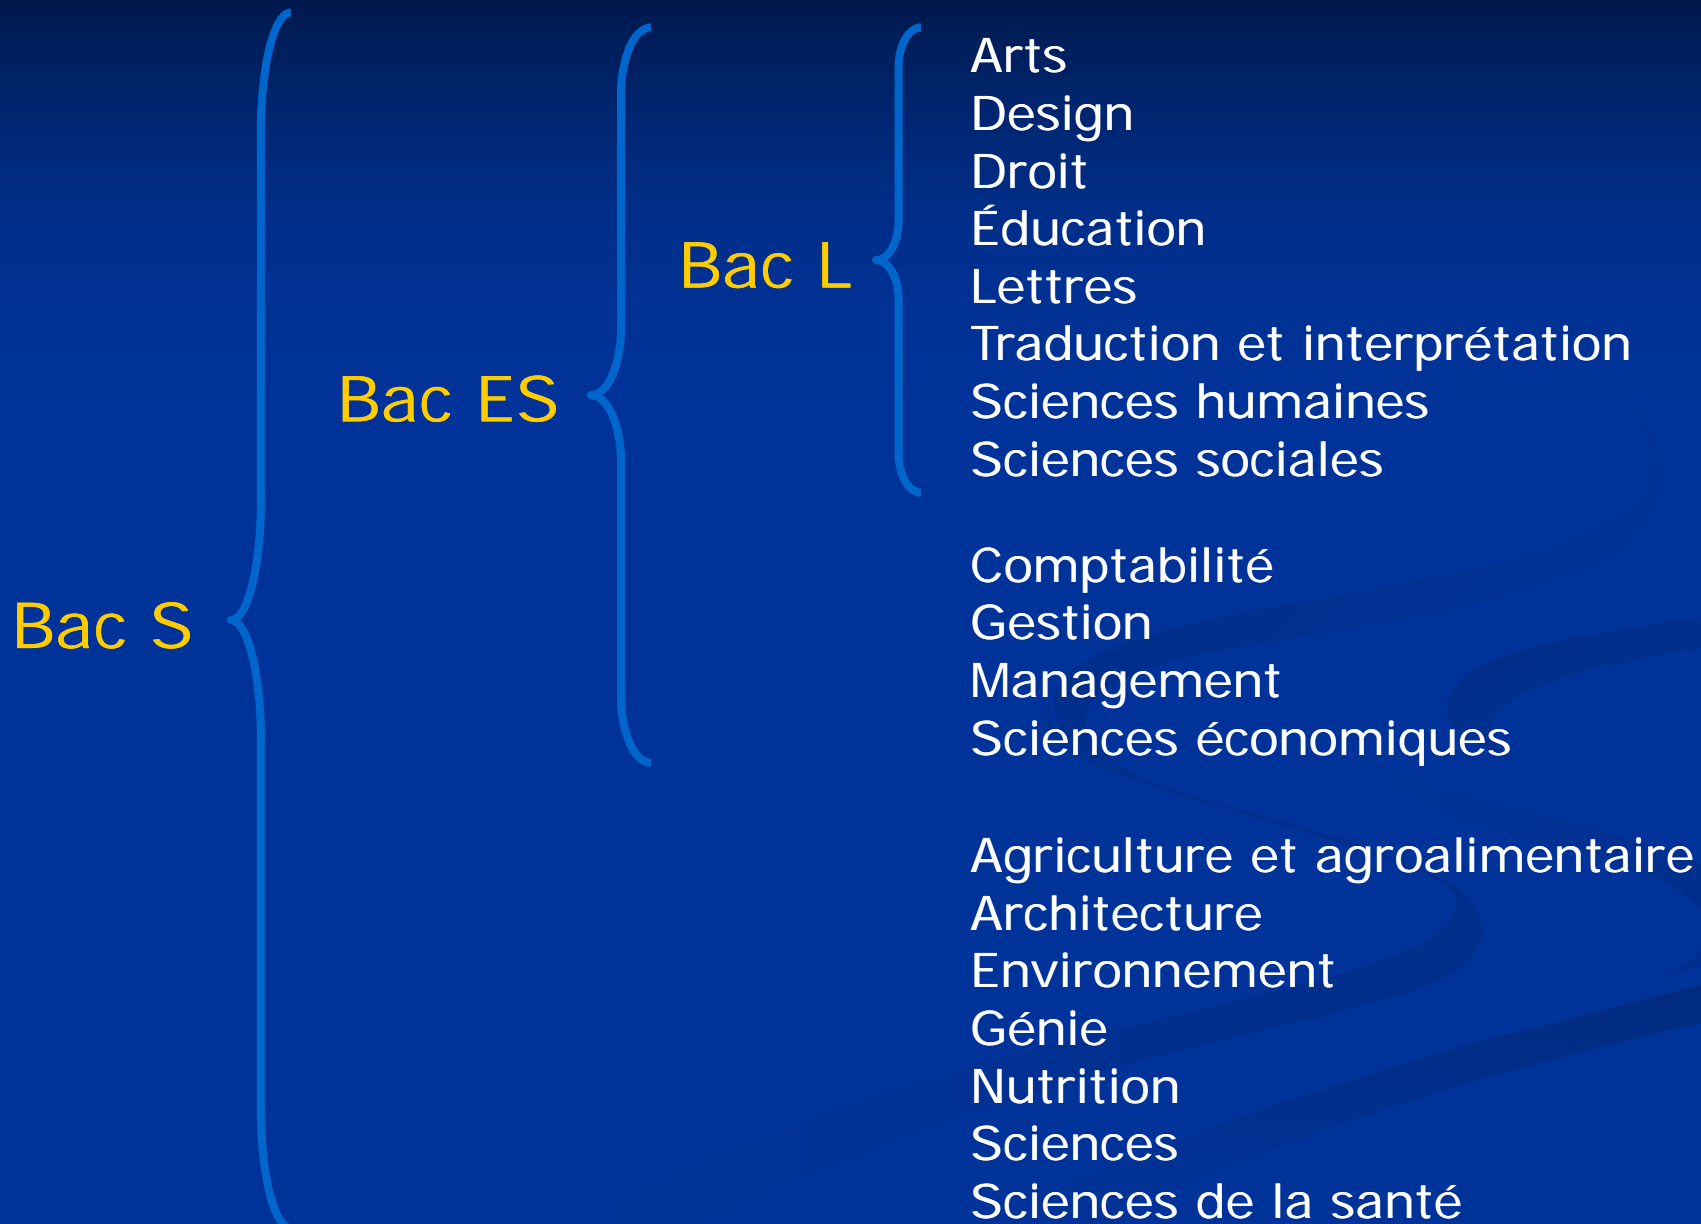 Arts
Design
Droit
Éducation
Bac L
Lettres
Traduction et interprétation
Bac ES
Sciences humaines
Sciences sociales
Comptabilité
Bac S
Gestion
Management
Sciences économiques
Agriculture et agroalimentaire
Architecture
Environnement
Génie
Nutrition
Sciences
Sciences de la santé